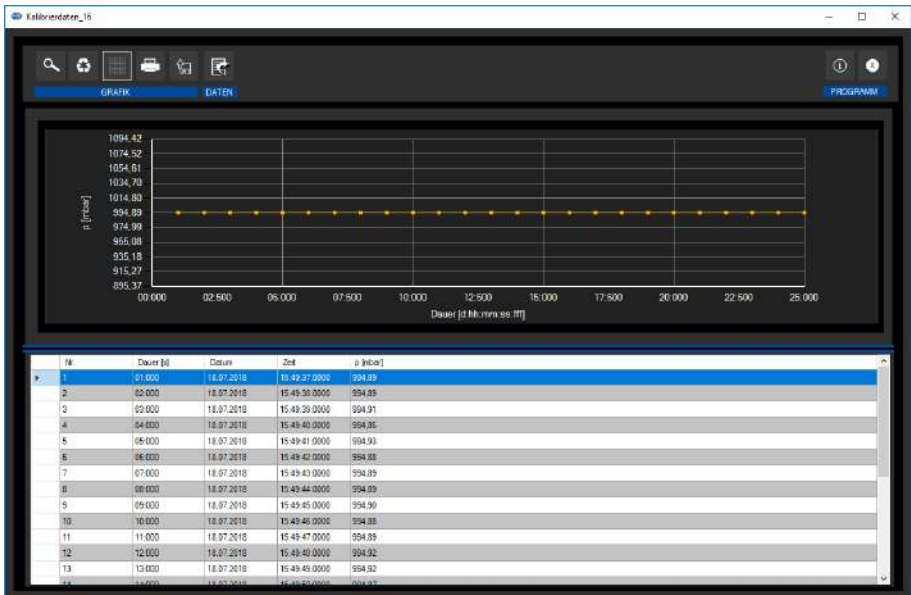 Kalibrierdaten_16
GRAFIK DATEN PROGRAMM
1094,42
1074,52
1054,61
1034,70
1014,80
994,89
974,99
955,08
935,18
915,27
895,37
p [mbar]
00:000 02:500 05:000 07:500 10:000 12:500 15:000 17:500 20:000 22:500 25:000
Dauer [d:hh:mm:ss:fff]
Nr. Dauer [s] Datum Zeit p [mbar]
1 01:000 18.07.2018 15:49:37:0000 994,89
2 02:000 18.07.2018 15:49:38:0000 994,89
3 03:000 18.07.2018 15:49:39:0000 994,91
4 04:000 18.07.2018 15:49:40:0000 994,86
5 05:000 18.07.2018 15:49:41:0000 994,93
6 06:000 18.07.2018 15:49:42:0000 994,88
7 07:000 18.07.2018 15:49:43:0000 994,89
8 08:000 18.07.2018 15:49:44:0000 994,89
9 09:000 18.07.2018 15:49:45:0000 994,90
10 10:000 18.07.2018 15:49:46:0000 994,88
11 11:000 18.07.2018 15:49:47:0000 994,89
12 12:000 18.07.2018 15:49:48:0000 994,92
13 13:000 18.07.2018 15:49:49:0000 994,92